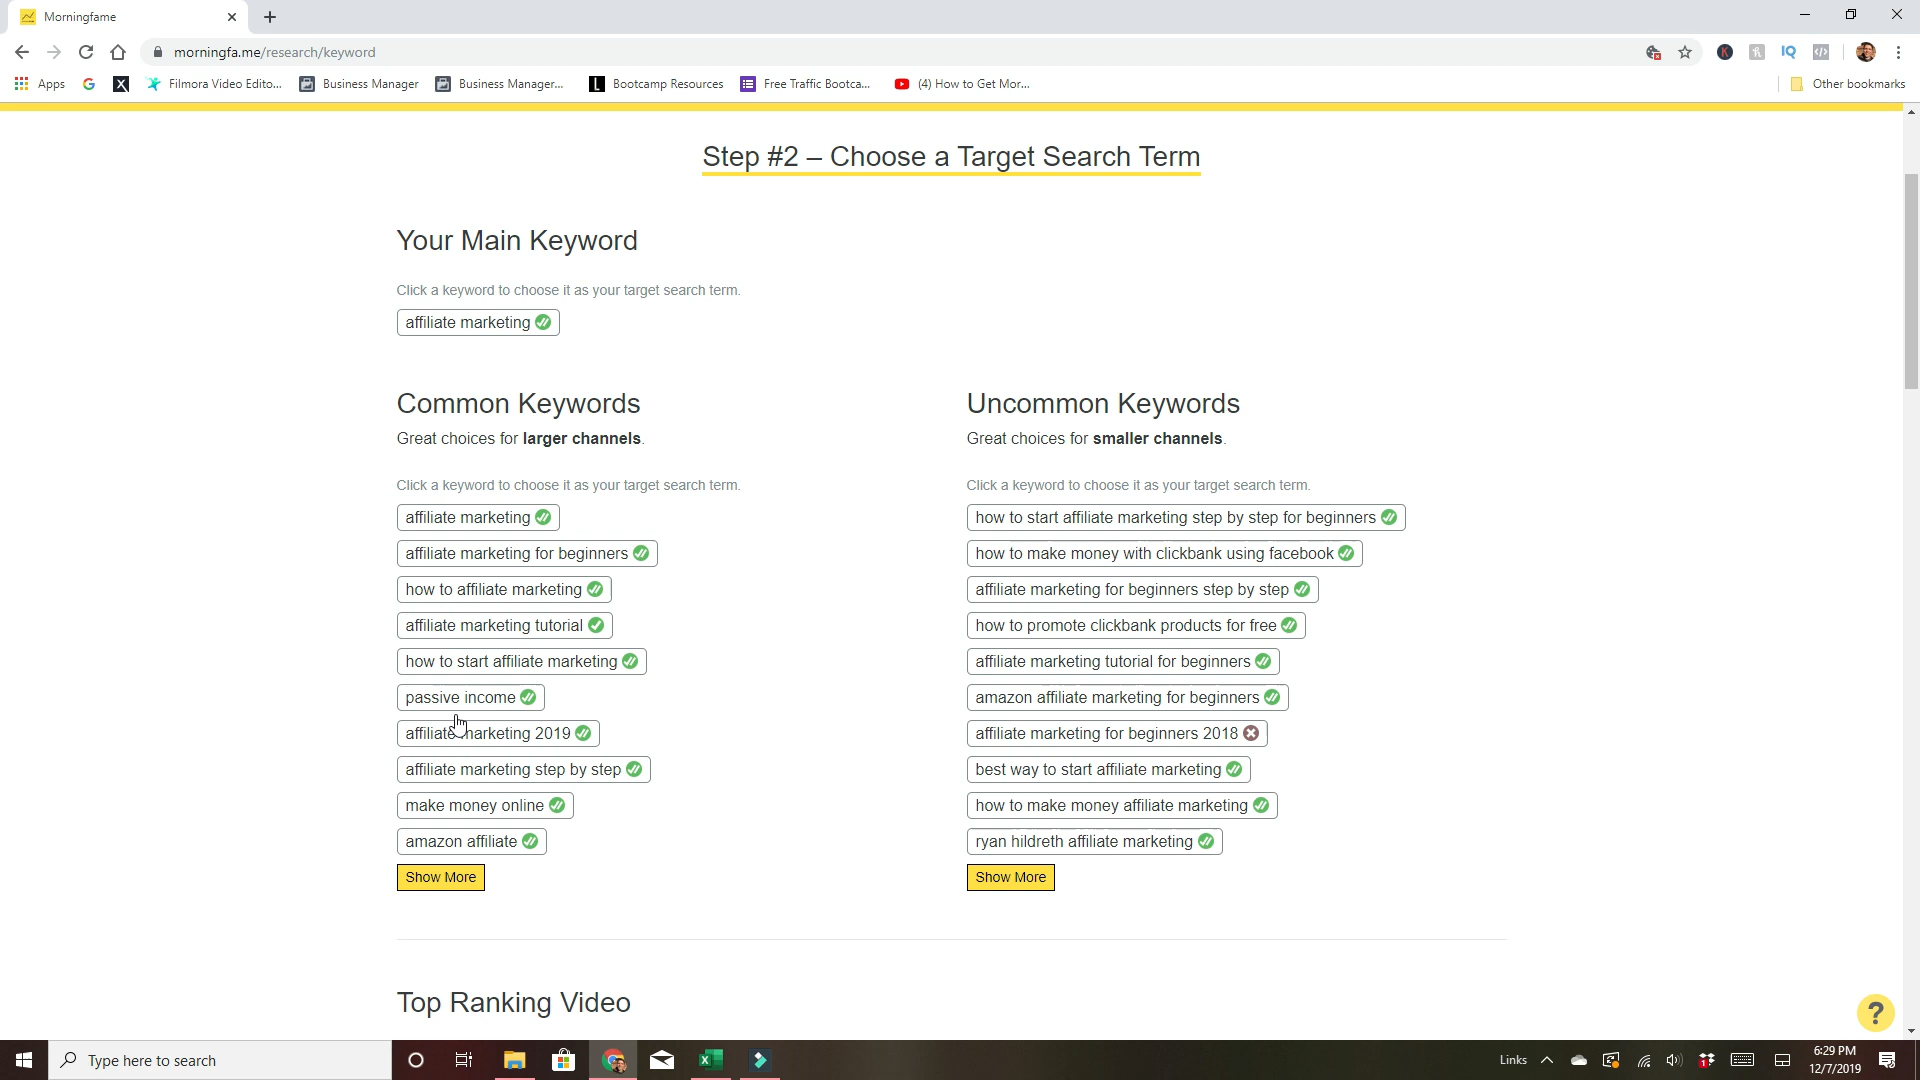 Morningfame
morningfa.me/research/keyword
Apps
Filmora Video Edito...
Business Manager
Business Manager...
Bootcamp Resources
Free Traffic Bootca...
(4) How to Get Mor...
Other bookmarks
Step #2 – Choose a Target Search Term
Your Main Keyword
Click a keyword to choose it as your target search term.
affiliate marketing
Common Keywords
Great choices for larger channels.
Click a keyword to choose it as your target search term.
affiliate marketing
affiliate marketing for beginners
how to affiliate marketing
affiliate marketing tutorial
how to start affiliate marketing
passive income
affiliate marketing 2019
affiliate marketing step by step
make money online
amazon affiliate
Show More
Uncommon Keywords
Great choices for smaller channels.
Click a keyword to choose it as your target search term.
how to start affiliate marketing step by step for beginners
how to make money with clickbank using facebook
affiliate marketing for beginners step by step
how to promote clickbank products for free
affiliate marketing tutorial for beginners
amazon affiliate marketing for beginners
affiliate marketing for beginners 2018
best way to start affiliate marketing
how to make money affiliate marketing
ryan hildreth affiliate marketing
Show More
Top Ranking Video
?
Type here to search
Links
6:29 PM
12/7/2019